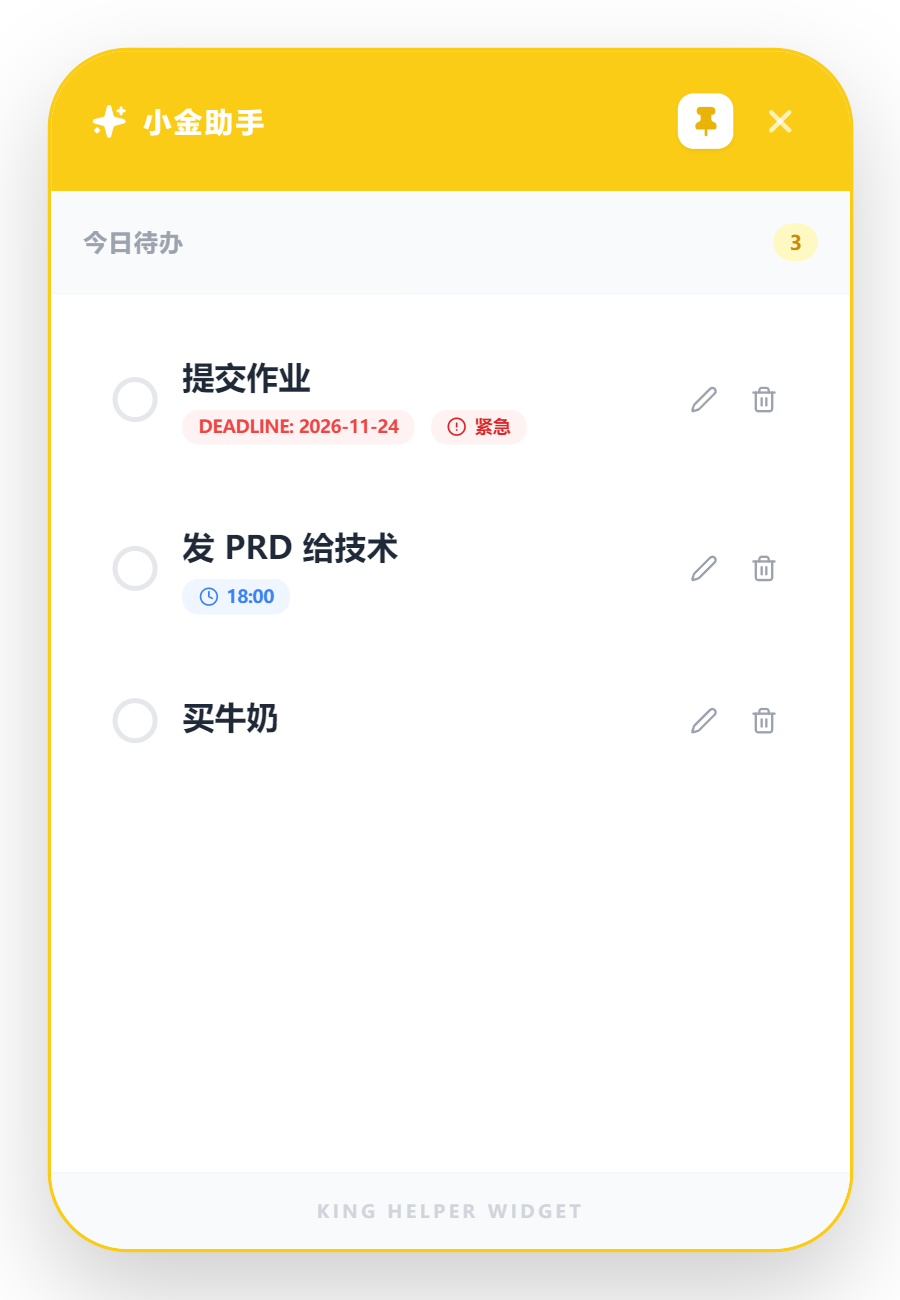 小金助手
今日待办 3
提交作业
DEADLINE: 2026-11-24 紧急
发 PRD 给技术
18:00
买牛奶
KING HELPER WIDGET